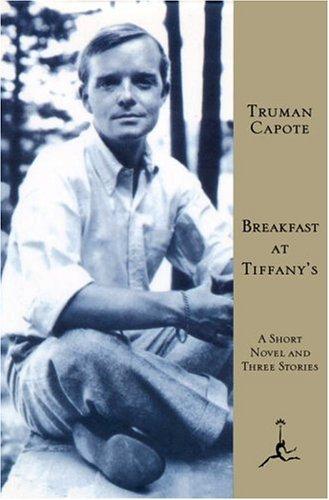 TRUMAN
CAPOTE
BREAKFAST
AT
TIFFANY'S
A SHORT
NOVEL AND
THREE STORIES